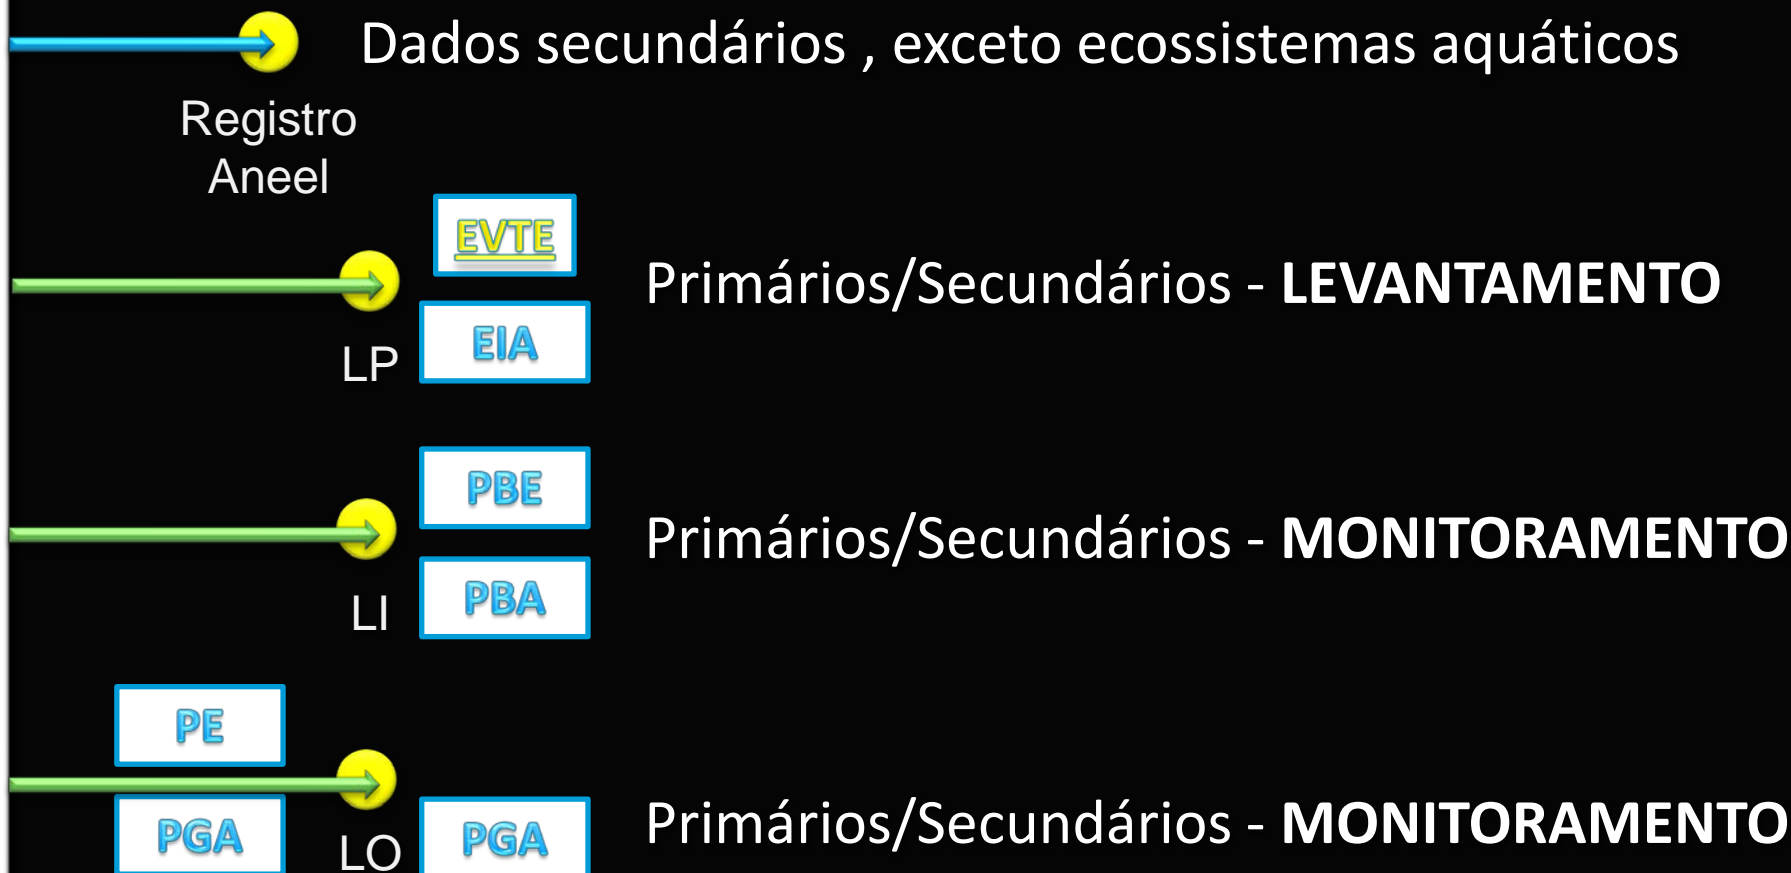 Dados secundários , exceto ecossistemas aquáticos
Registro
Aneel
EVTE
Primários/Secundários - LEVANTAMENTO
EIA
LP
PBE
Primários/Secundários - MONITORAMENTO
PBA
LI
PE
PGA
LO
PGA
Primários/Secundários - MONITORAMENTO